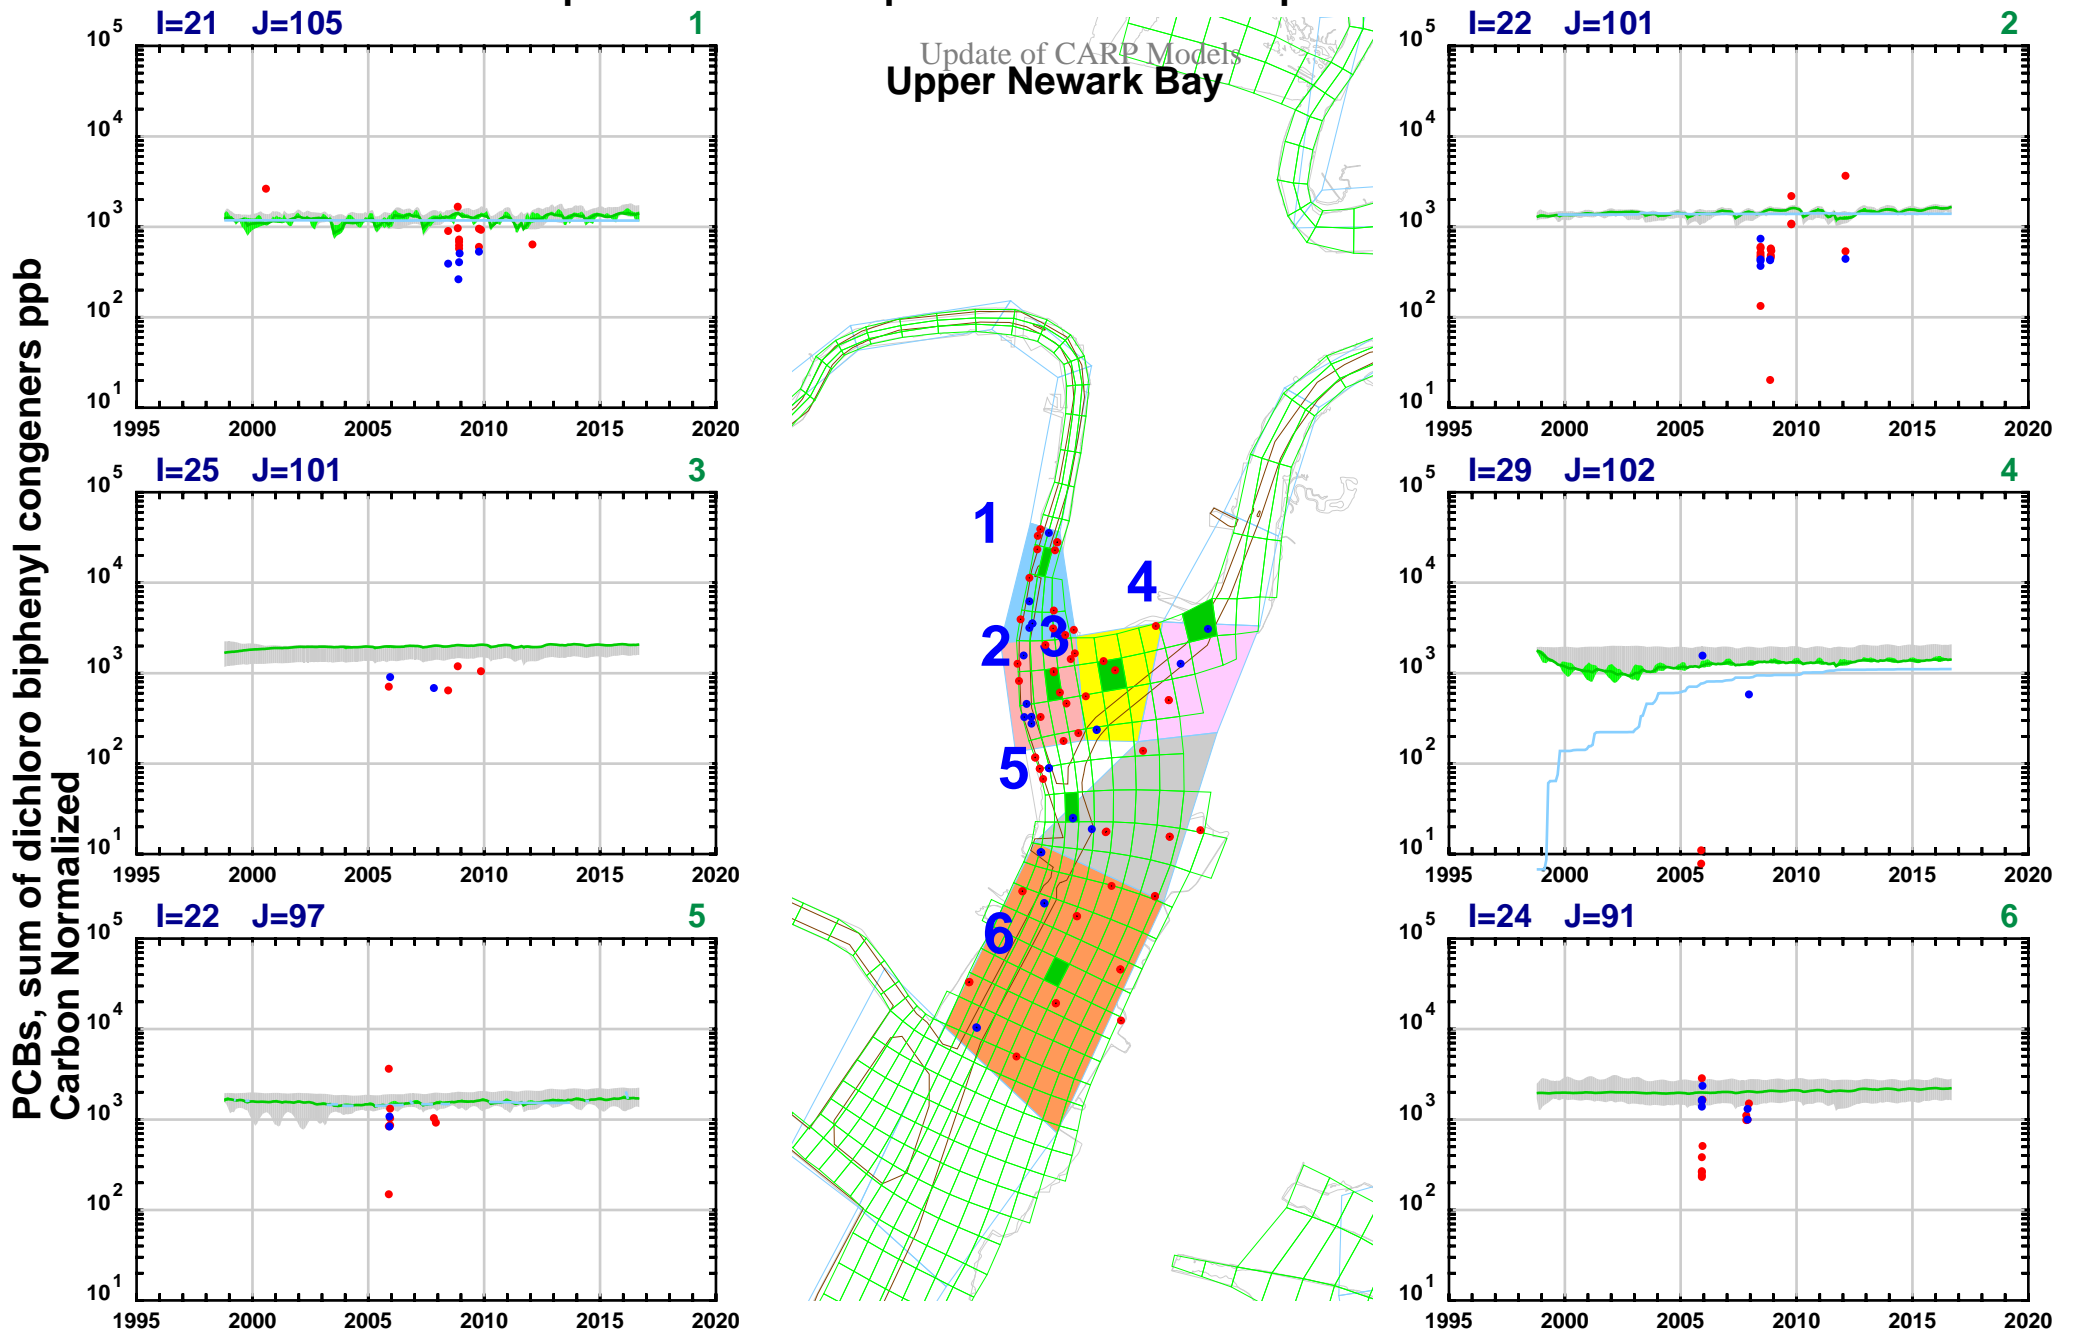 Update of CARP Models
Upper Newark Bay
PCBs, sum of dichloro biphenyl congeners ppb
Carbon Normalized
I=21 J=105 1
10^5
10^4
10^3
10^2
10^1
1995 2000 2005 2010 2015 2020
I=22 J=101 2
10^5
10^4
10^3
10^2
10^1
1995 2000 2005 2010 2015 2020
I=25 J=101 3
10^5
10^4
10^3
10^2
10^1
1995 2000 2005 2010 2015 2020
I=29 J=102 4
10^5
10^4
10^3
10^2
10^1
1995 2000 2005 2010 2015 2020
I=22 J=97 5
10^5
10^4
10^3
10^2
10^1
1995 2000 2005 2010 2015 2020
I=24 J=91 6
10^5
10^4
10^3
10^2
10^1
1995 2000 2005 2010 2015 2020
1
4
2 3
5
6